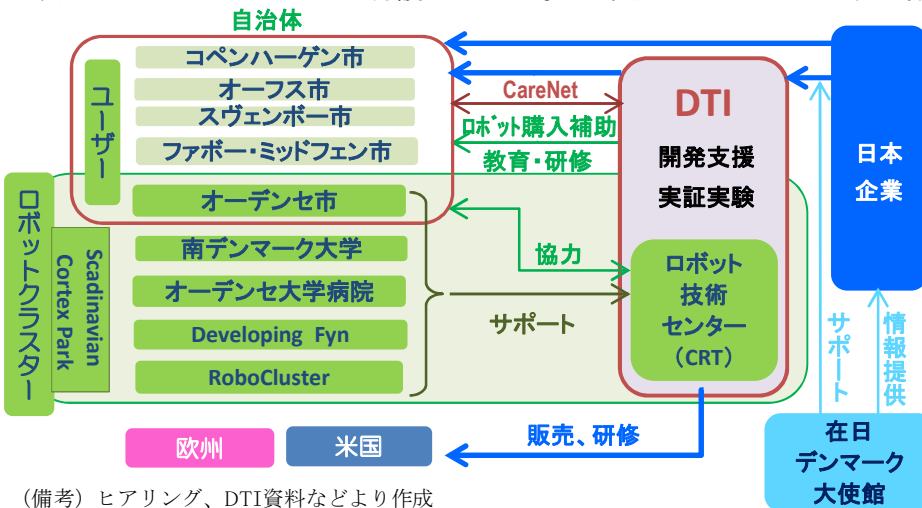 自治体
ユーザー
コペンハーゲン市
オーフス市
スヴェンボー市
ファボー・ミッドフェン市
オーデンセ市
ロボットクラスター
Scadinavian
Cortex Park
南デンマーク大学
オーデンセ大学病院
Developing Fyn
RoboCluster
CareNet
ロボット購入補助
教育・研修
協力
サポート
DTI
開発支援
実証実験
ロボット
技術
センター
（CRT）
日本
企業
サポート
情報提供
在日
デンマーク
大使館
販売、研修
欧州
米国
（備考）ヒアリング、DTI資料などより作成